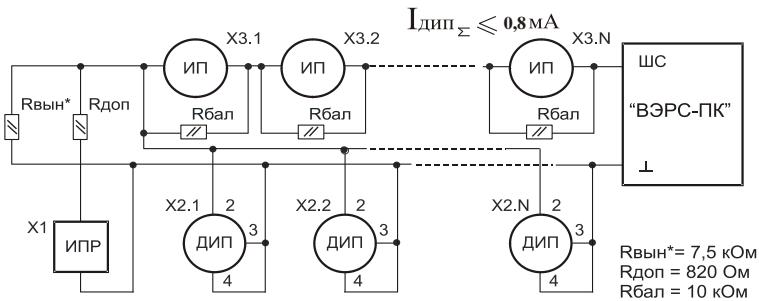 Iдип Σ ⩽ 0,8мА
X3.1
X3.2
X3.N
ИП
ИП
ИП
ШС
"ВЭРС-ПК"
⊥
Rвын*
Rдоп
Rбал
Rбал
Rбал
X1
ИПР
X2.1
2
ДИП
3
4
X2.2
2
ДИП
3
4
X2.N
2
ДИП
3
4
Rвын*= 7,5 кОм
Rдоп = 820 Ом
Rбал = 10 кОм